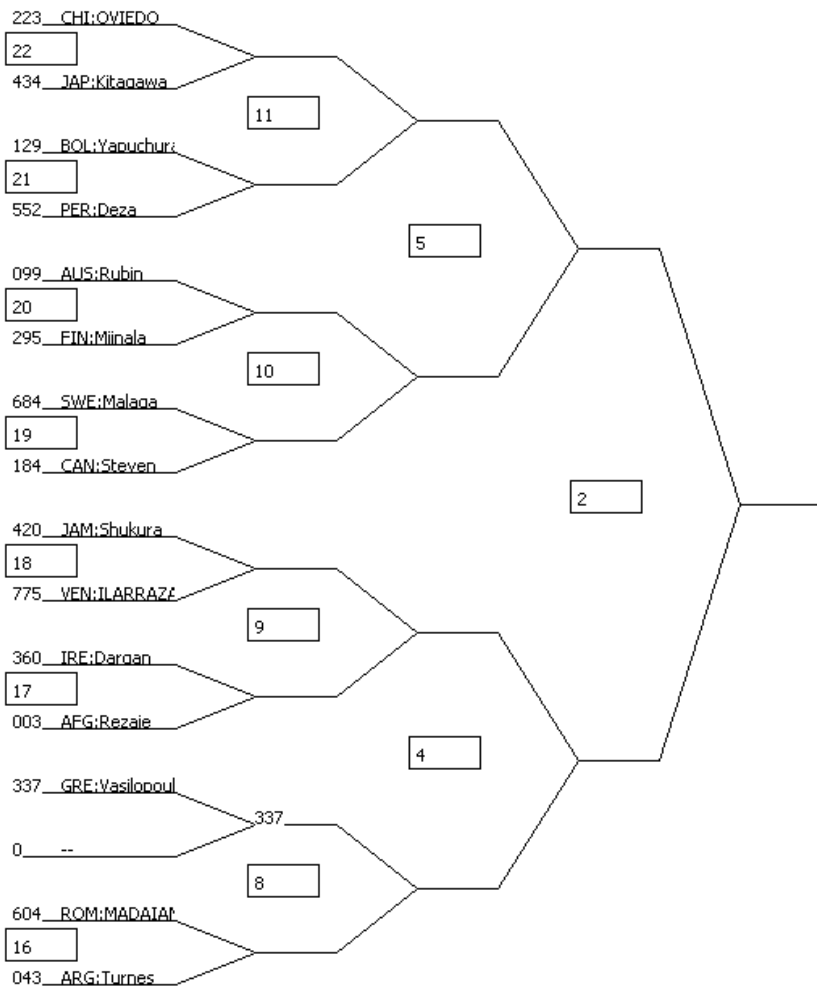 223 CHI:OVIEDO
22
434 JAP:Kitagawa
11
129 BOL:Yapuchura
21
552 PER:Deza
5
099 AUS:Rubin
20
295 FIN:Miinala
10
684 SWE:Malaga
19
184 CAN:Steven
2
420 JAM:Shukura
18
775 VEN:ILARRAZA
9
360 IRE:Dargan
17
003 AFG:Rezaie
4
337 GRE:Vasilopoul
337
0 --
8
604 ROM:MADAIAN
16
043 ARG:Turnes